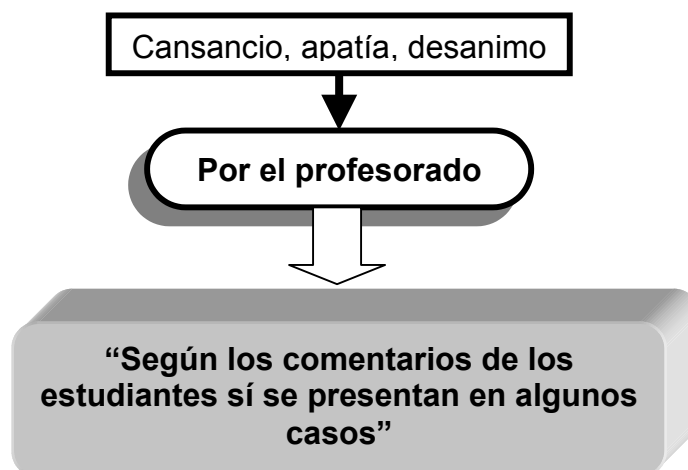 Cansancio, apatía, desanimo
Por el profesorado
“Según los comentarios de los
estudiantes sí se presentan en algunos
casos”